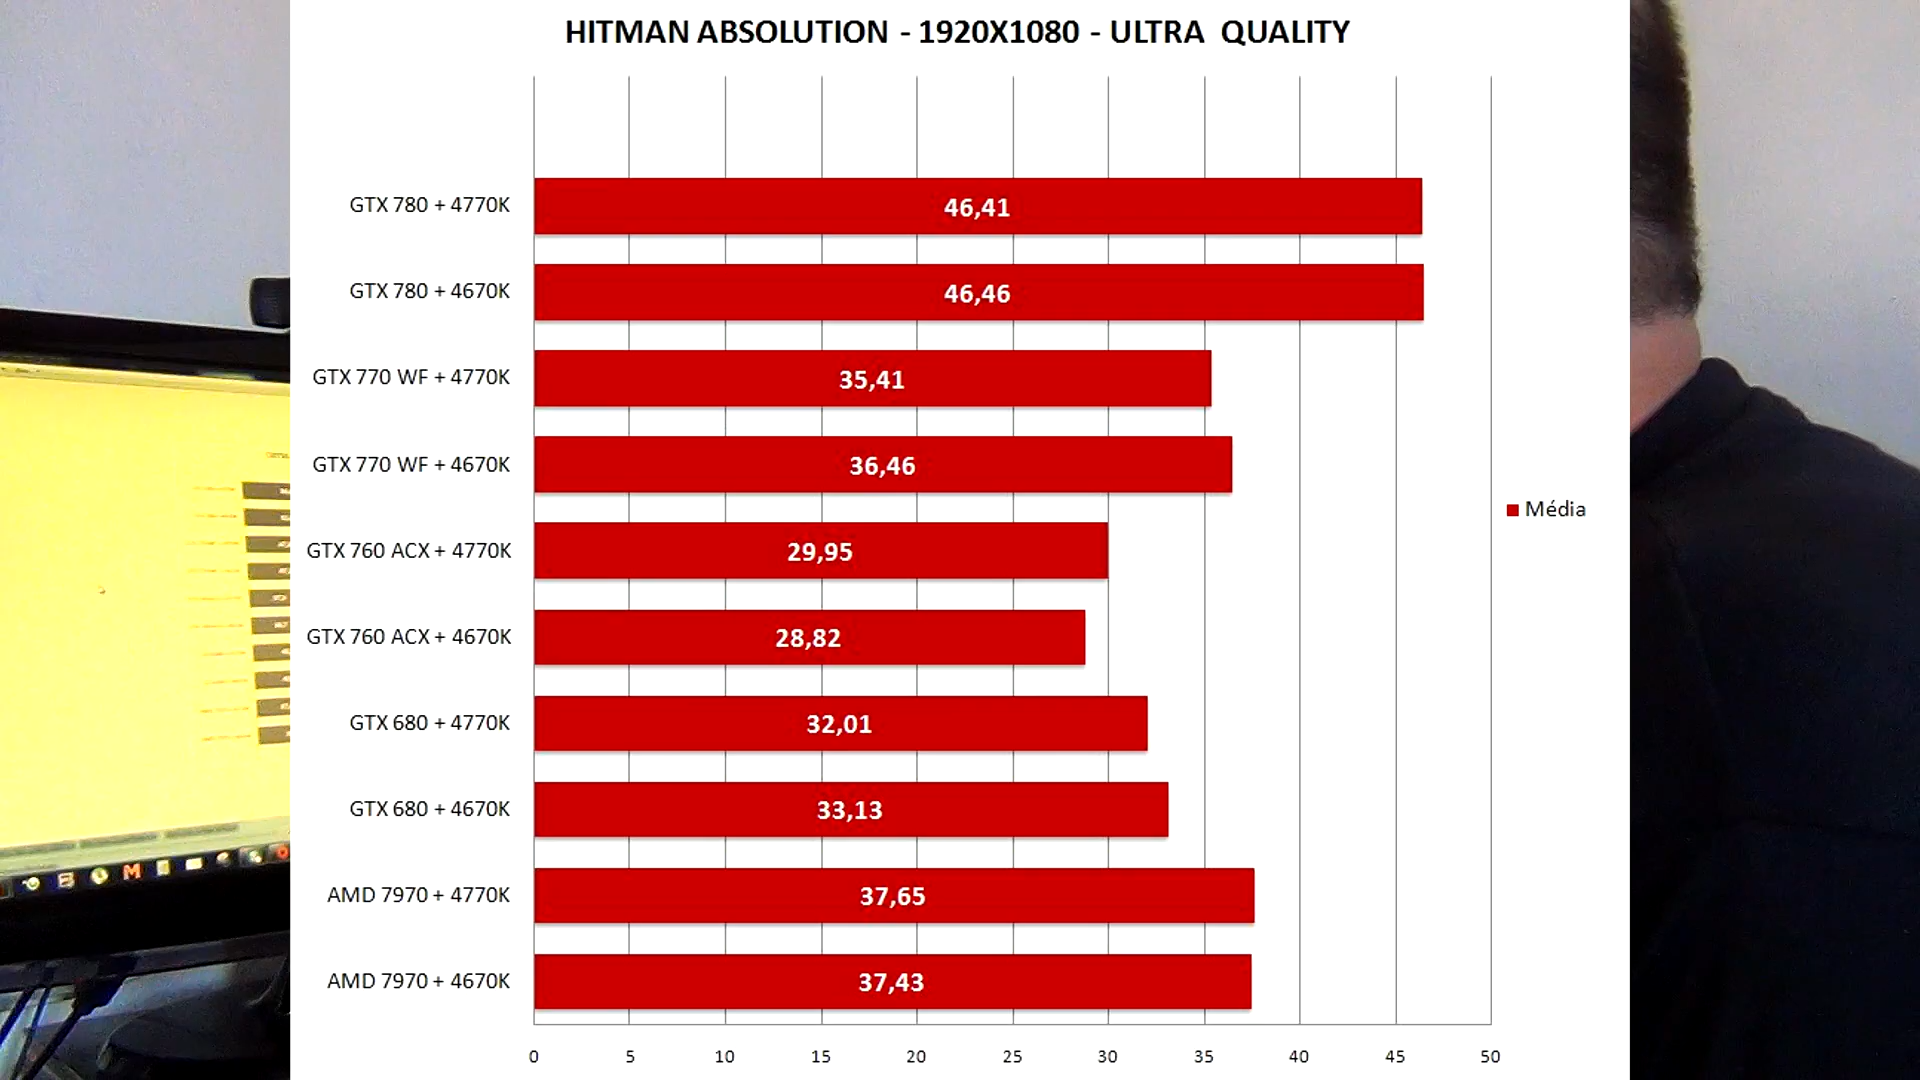 HITMAN ABSOLUTION - 1920X1080 - ULTRA QUALITY
GTX 780 + 4770K 46,41
GTX 780 + 4670K 46,46
GTX 770 WF + 4770K 35,41
GTX 770 WF + 4670K 36,46
GTX 760 ACX + 4770K 29,95
GTX 760 ACX + 4670K 28,82
GTX 680 + 4770K 32,01
GTX 680 + 4670K 33,13
AMD 7970 + 4770K 37,65
AMD 7970 + 4670K 37,43
Média
0 5 10 15 20 25 30 35 40 45 50